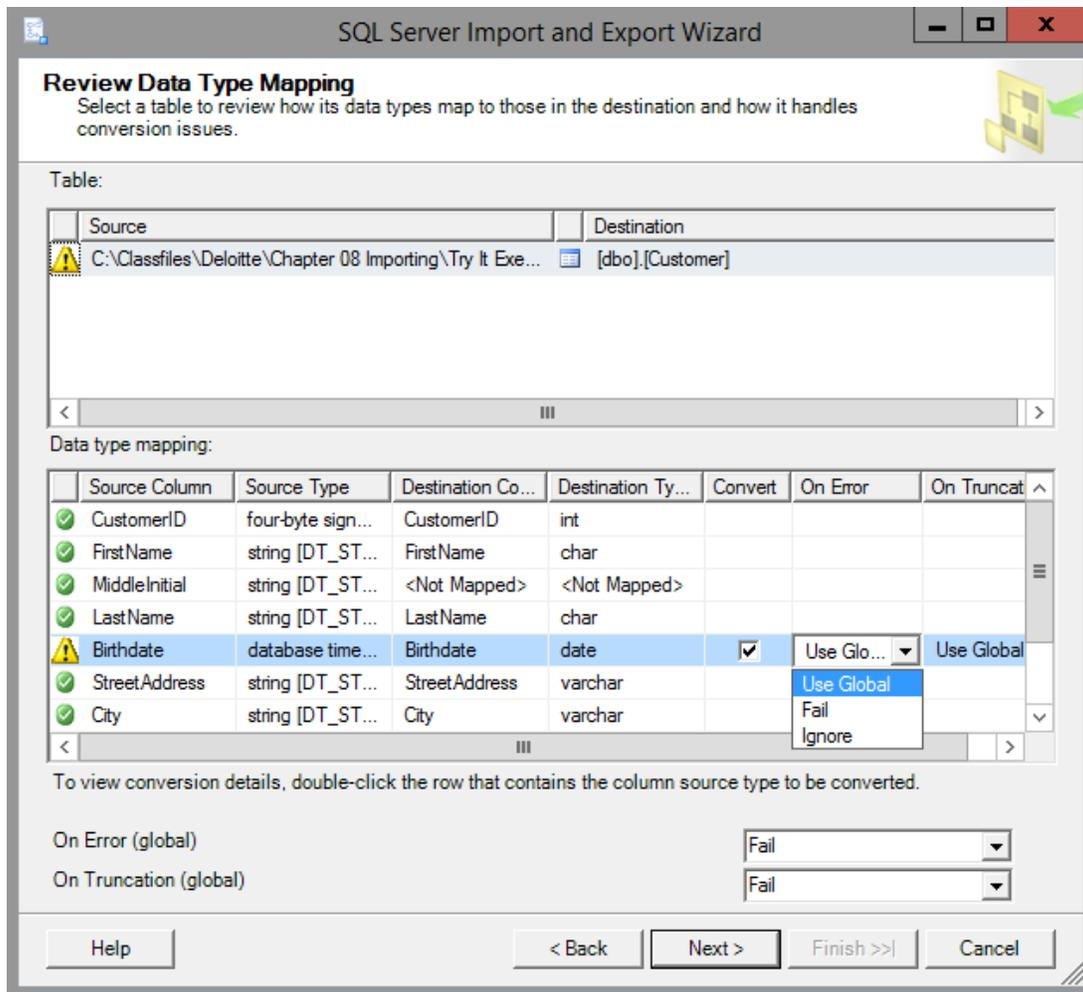 SQL Server Import and Export Wizard
Review Data Type Mapping
Select a table to review how its data types map to those in the destination and how it handles
conversion issues.
Table:
Source Destination
C:\Classfiles\Deloitte\Chapter 08 Importing\Try It Exe... [dbo].[Customer]
Data type mapping:
Source Column Source Type Destination Co... Destination Ty... Convert On Error On Truncat
CustomerID four-byte sign... CustomerID int
FirstName string [DT_ST... FirstName char
MiddleInitial string [DT_ST... <Not Mapped> <Not Mapped>
LastName string [DT_ST... LastName char
Birthdate database time... Birthdate date Use Glo... Use Global
StreetAddress string [DT_ST... StreetAddress varchar Use Global
Fail
City string [DT_ST... City varchar
Ignore
To view conversion details, double-click the row that contains the column source type to be converted.
On Error (global) Fail
On Truncation (global) Fail
Help < Back Next > Finish >>| Cancel